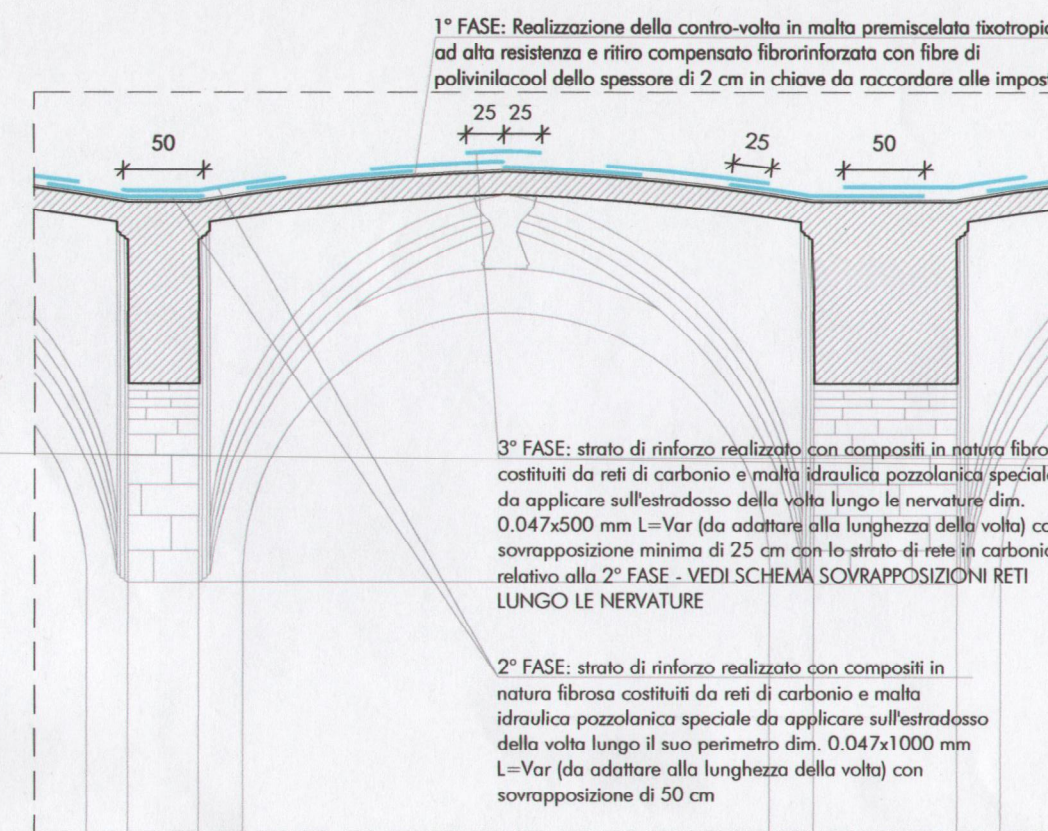 1° FASE: Realizzazione della contro-volta in malta premiscelata tixotropic
ad alta resistenza e ritiro compensato fibrorinforzata con fibre di
polivinilacool dello spessore di 2 cm in chiave da raccordare alle impost
25 25
50
25
50
3° FASE: strato di rinforzo realizzato con compositi in natura fibro
costituiti da reti di carbonio e malta idraulica pozzolanica speciale
da applicare sull'estradosso della volta lungo le nervature dim.
0.047x500 mm L=Var (da adattare alla lunghezza della volta) co
sovrapposizione minima di 25 cm con lo strato di rete in carbonio
relativo alla 2° FASE - VEDI SCHEMA SOVRAPPOSIZIONI RETI
LUNGO LE NERVATURE
2° FASE: strato di rinforzo realizzato con compositi in
natura fibrosa costituiti da reti di carbonio e malta
idraulica pozzolanica speciale da applicare sull'estradosso
della volta lungo il suo perimetro dim. 0.047x1000 mm
L=Var (da adattare alla lunghezza della volta) con
sovrapposizione di 50 cm